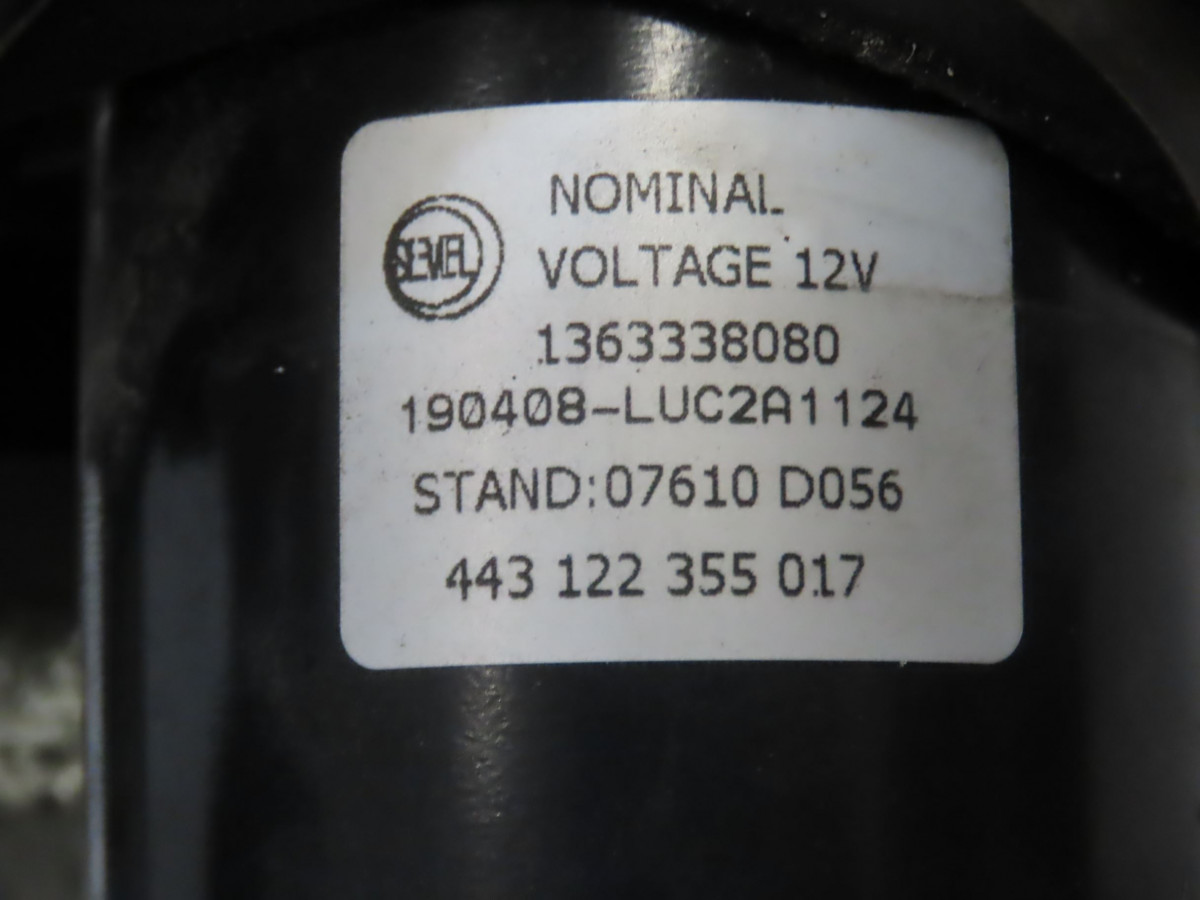 SEVEL
NOMINAL
VOLTAGE 12V
1363338080
190408-LUC2A1124
STAND:07610 D056
443 122 355 017